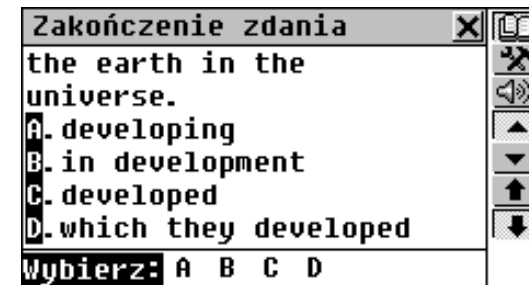 Zakończenie zdania
the earth in the
universe.
A. developing
B. in development
C. developed
D. which they developed
Wybierz: A B C D